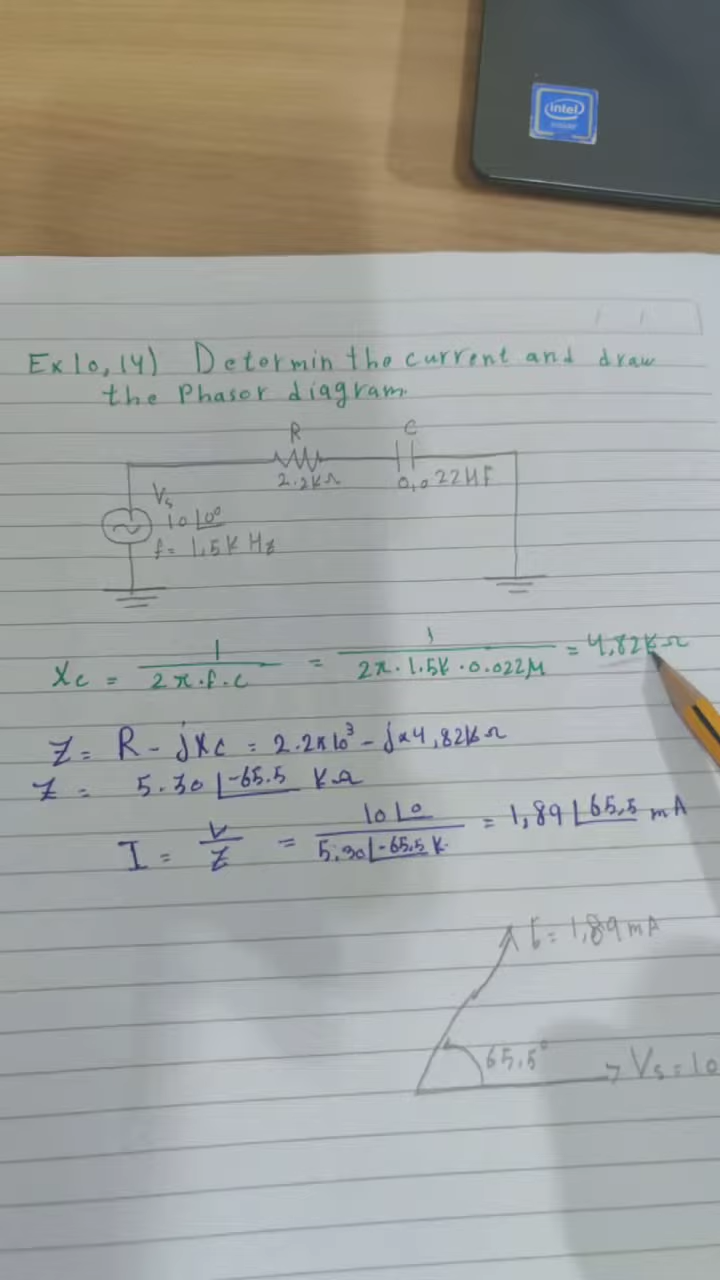 intel
Ex 10,14) Determin the current and draw
the Phasor diagram.
R
C
2.2kΩ
0,022µF
Vs
10∠0°
f= 1,5K Hz
Xc = 1 / 2π.f.c = 1 / 2π.1.5K.0.022µ = 4,82KΩ
Z = R - jXc = 2.2x10³ - jx4,82KΩ
Z = 5.30∠-65.5 KΩ
I = V / Z = 10∠0 / 5.30∠-65.5K = 1,89∠65,5 mA
I = 1,89mA
65,5°
Vs = 10